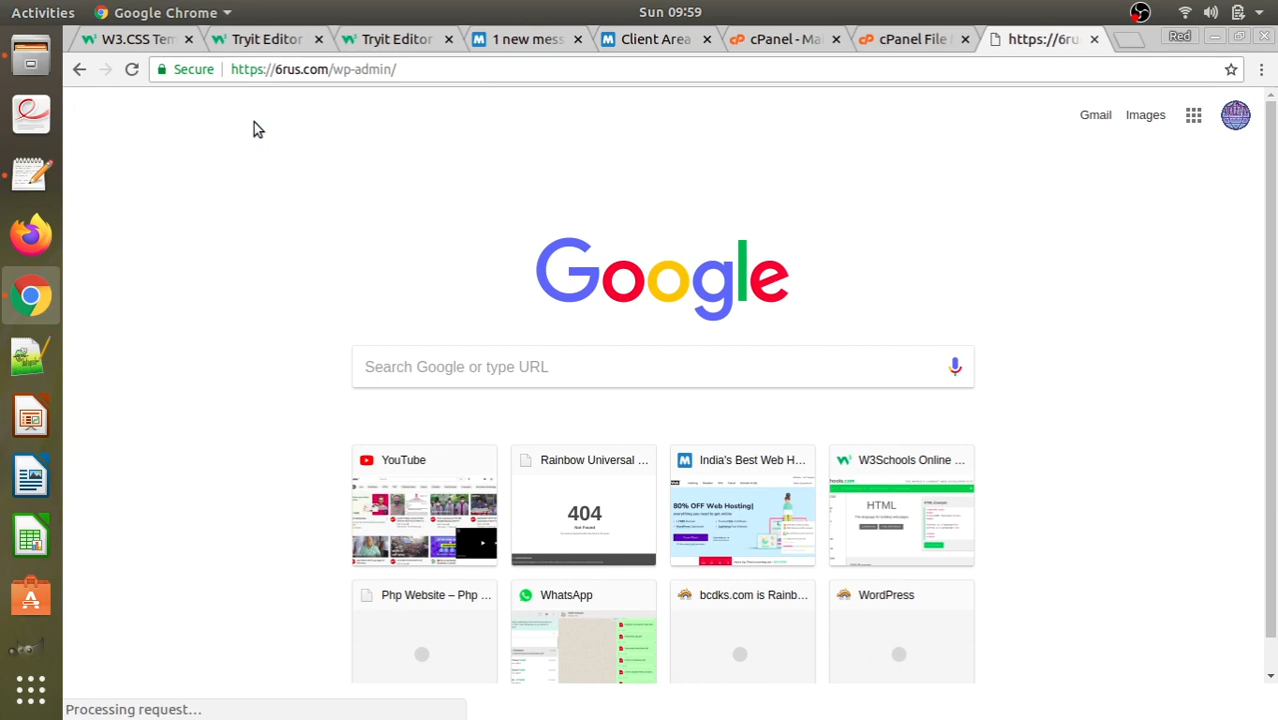 Activities Google Chrome Sun 09:59
W3.CSS Tem Tryit Editor Tryit Editor 1 new mess Client Area cPanel - Ma cPanel File M https://6rus Red
Secure https://6rus.com/wp-admin/
Gmail Images
Google
Search Google or type URL
YouTube Rainbow Universal ... India's Best Web H... W3Schools Online ...
80% OFF Web Hosting
HTML
404
Not Found
Php Website – Php ... WhatsApp bcdks.com is Rainb... WordPress
Processing request...